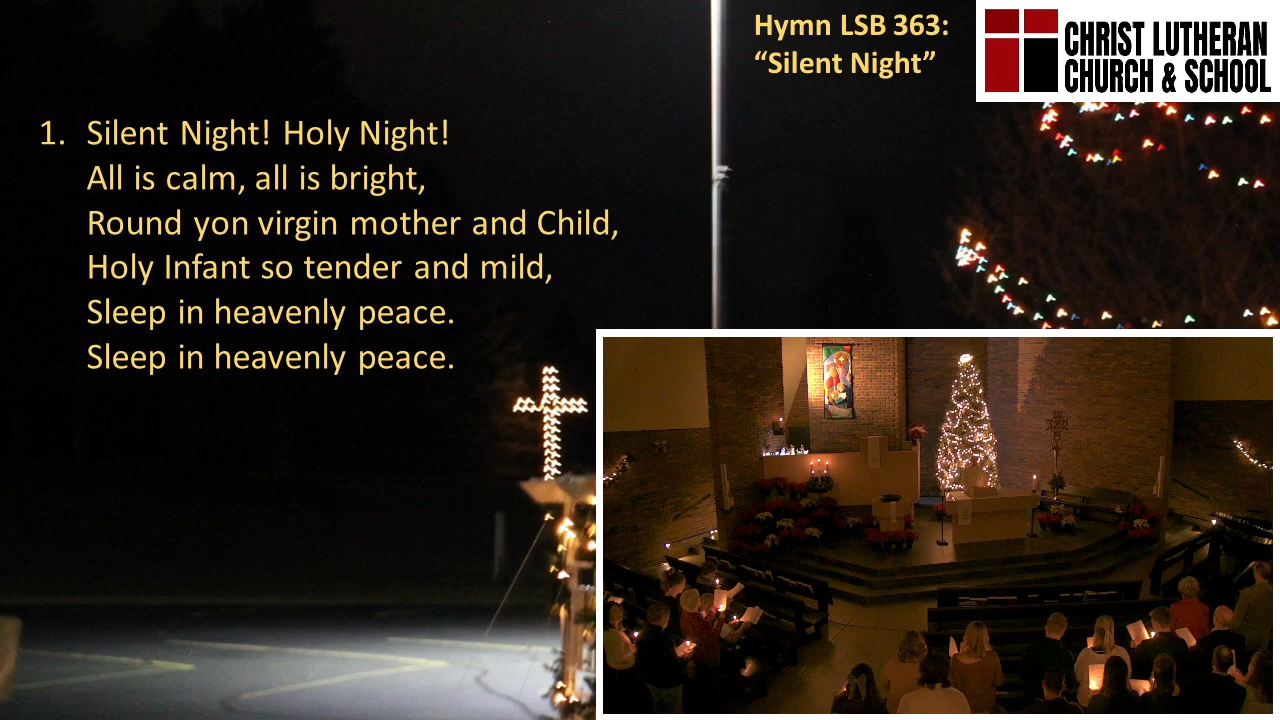 Hymn LSB 363:
“Silent Night”
CHRIST LUTHERAN
CHURCH & SCHOOL
1. Silent Night! Holy Night!
All is calm, all is bright,
Round yon virgin mother and Child,
Holy Infant so tender and mild,
Sleep in heavenly peace.
Sleep in heavenly peace.